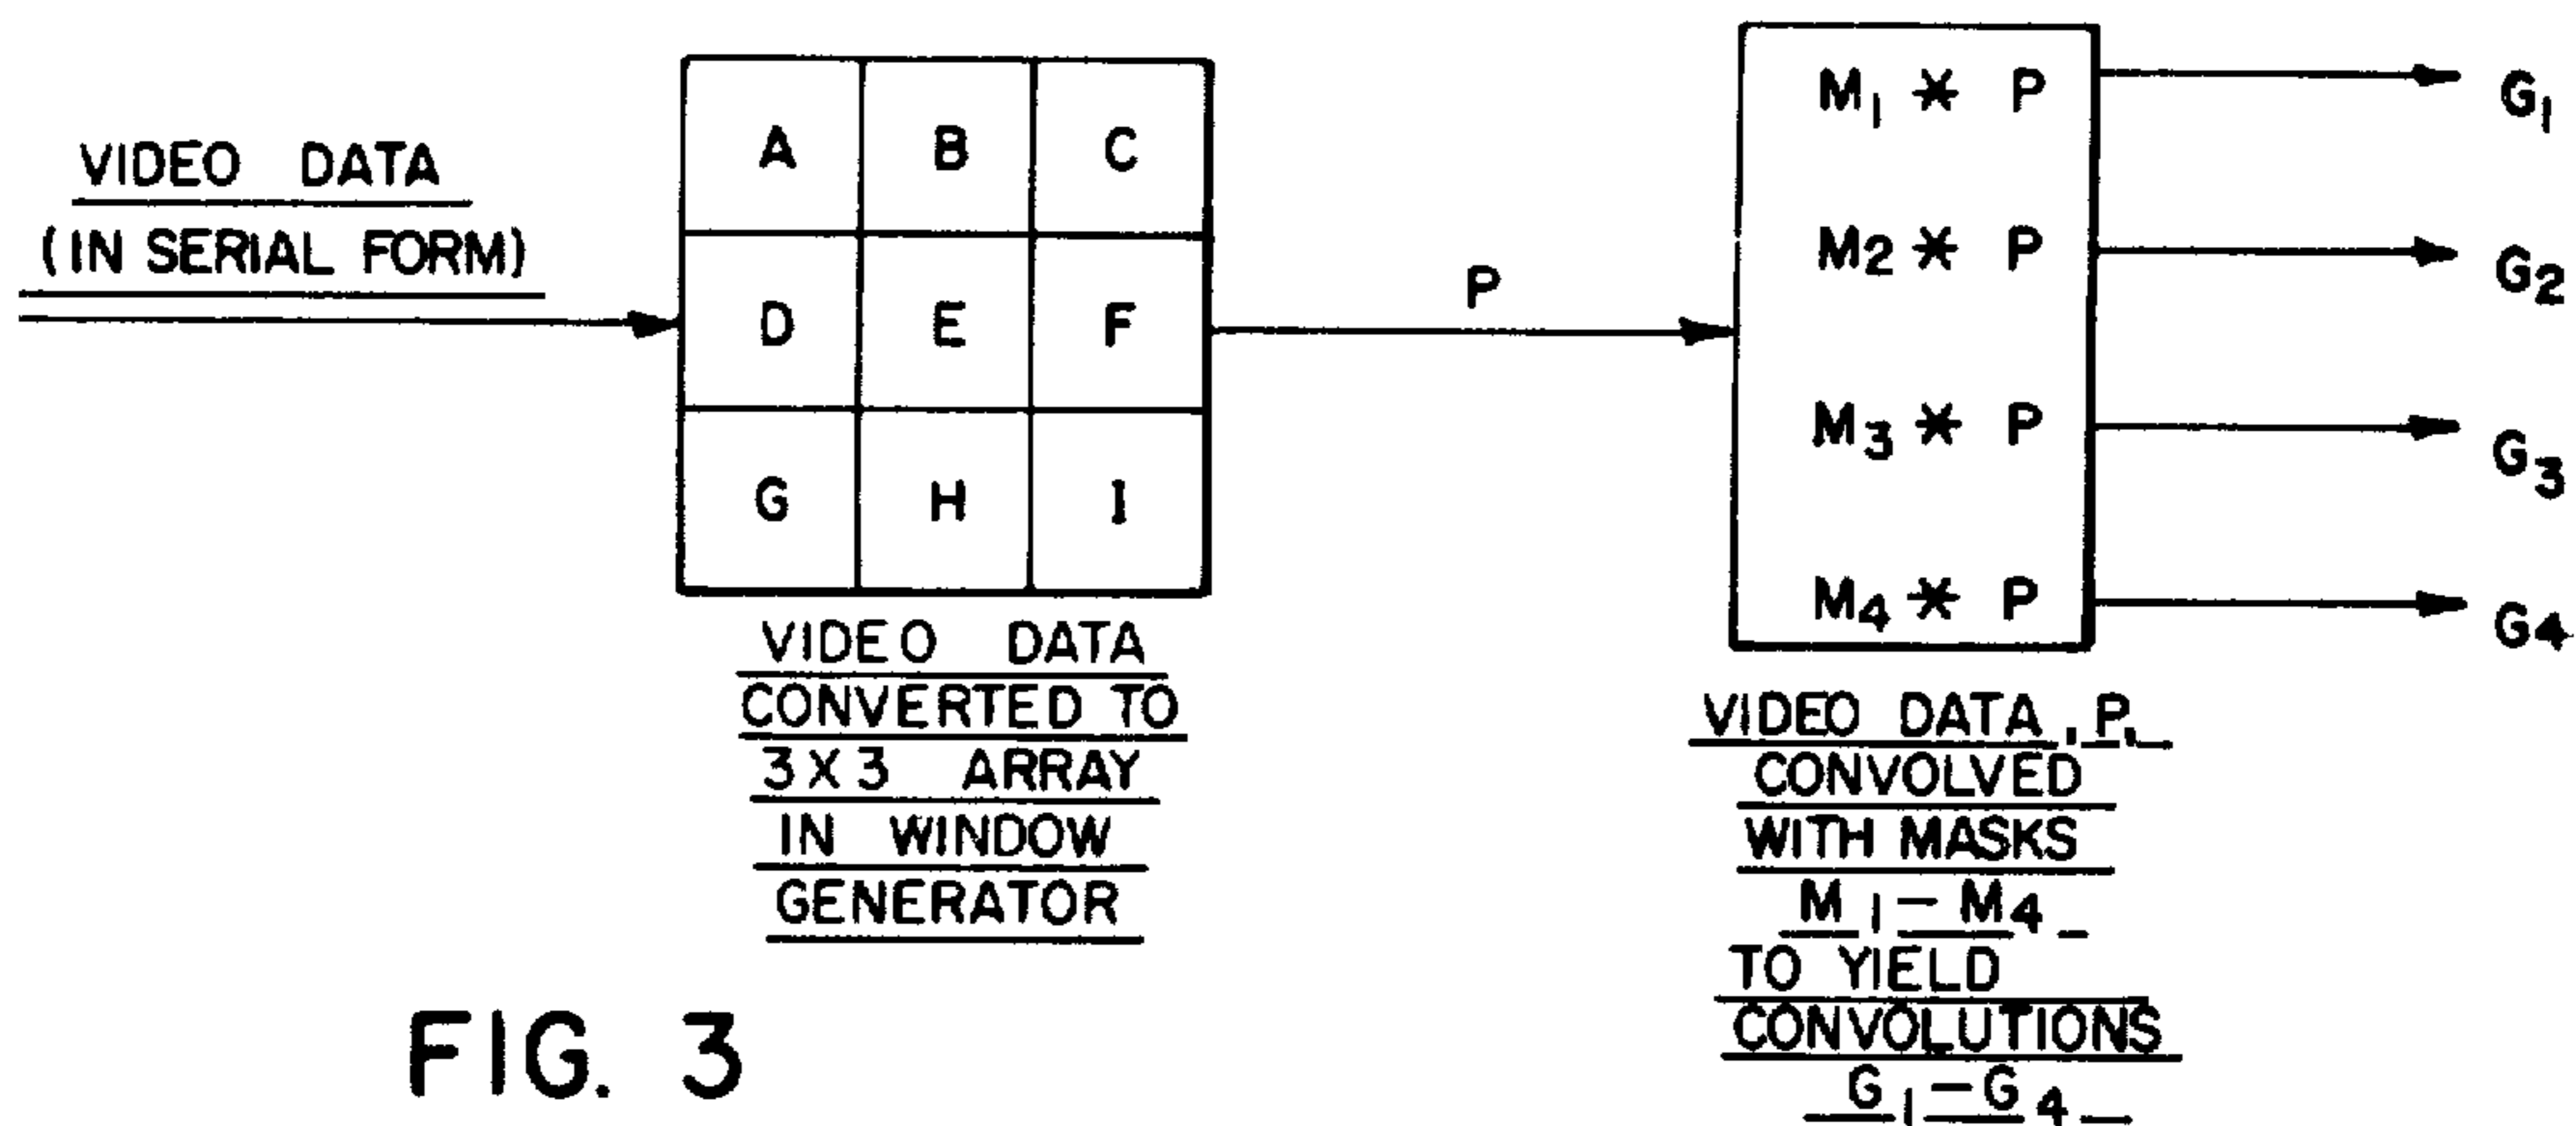 VIDEO DATA
(IN SERIAL FORM)
A B C
D E F
G H I
VIDEO DATA
CONVERTED TO
3X3 ARRAY
IN WINDOW
GENERATOR
P
M₁ * P
M₂ * P
M₃ * P
M₄ * P
G₁
G₂
G₃
G₄
VIDEO DATA, P,
CONVOLVED
WITH MASKS
M₁–M₄
TO YIELD
CONVOLUTIONS
G₁–G₄
FIG. 3